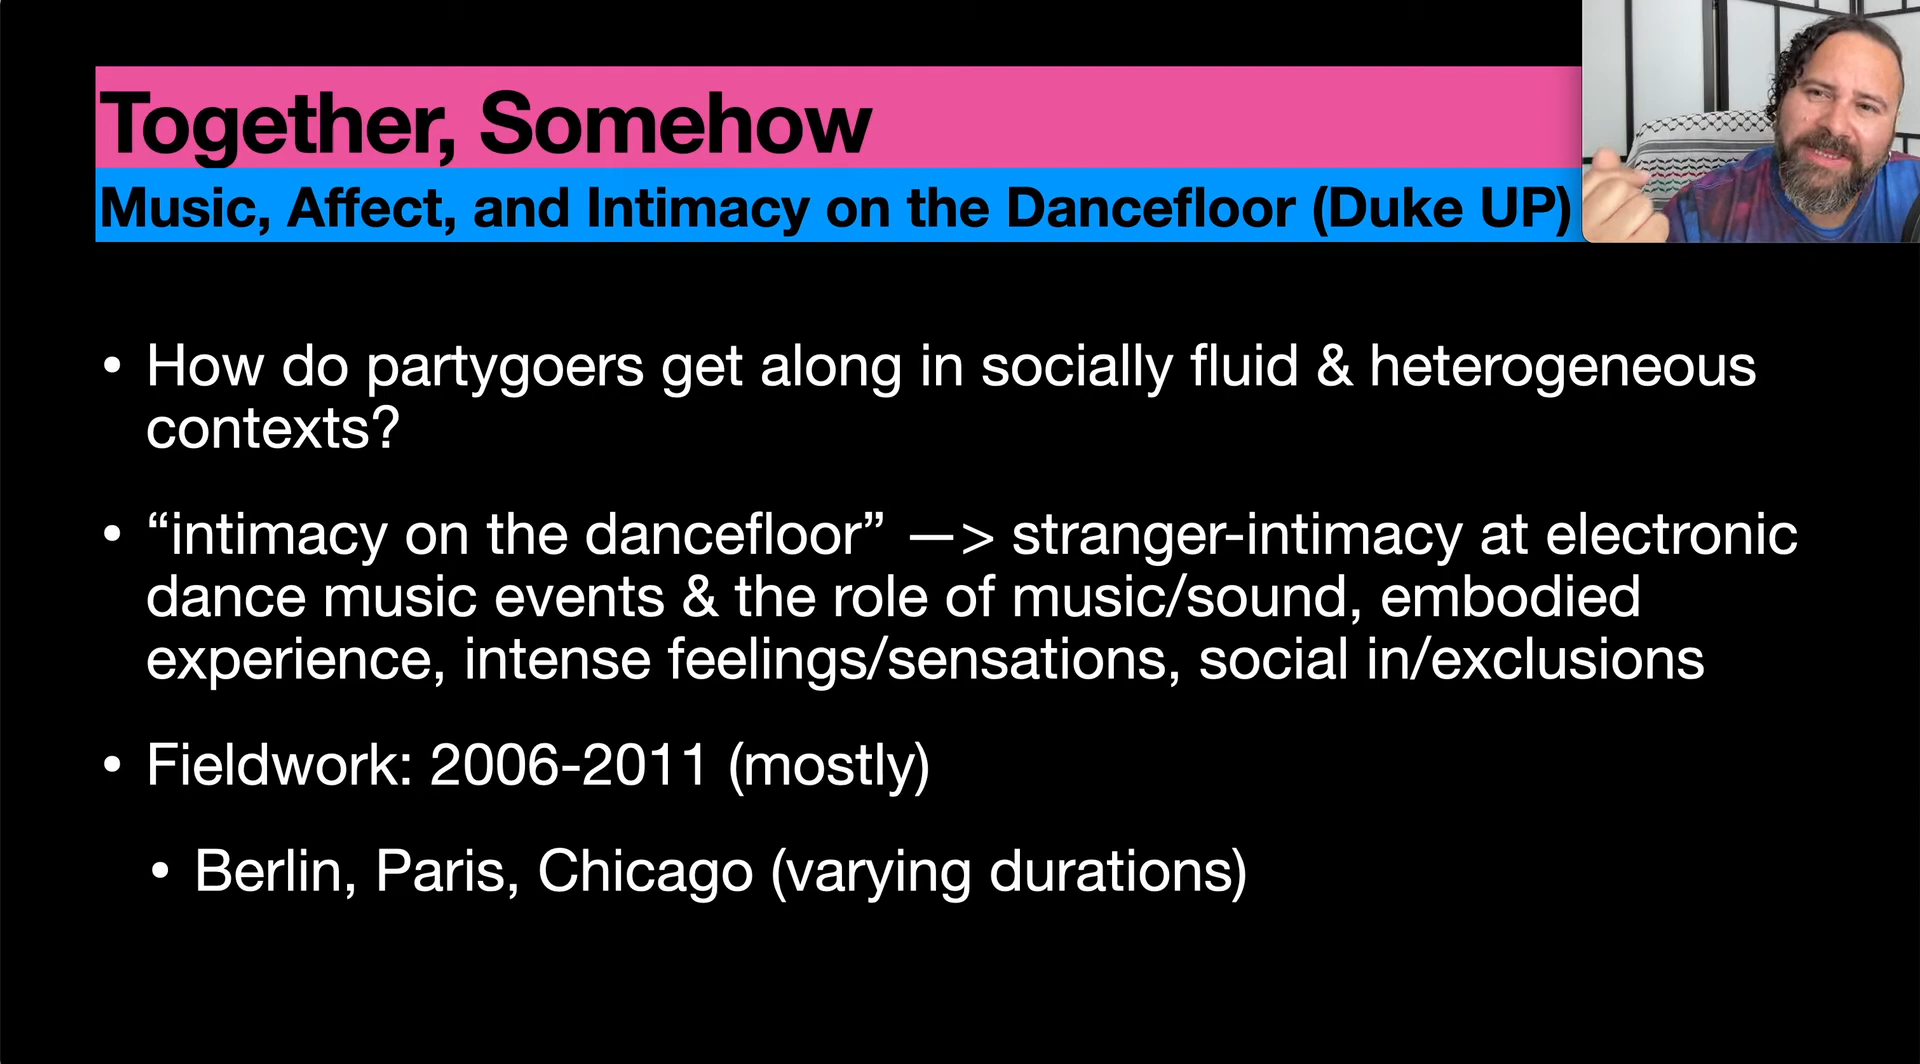 Together, Somehow
Music, Affect, and Intimacy on the Dancefloor (Duke UP)
• How do partygoers get along in socially fluid & heterogeneous
contexts?
• “intimacy on the dancefloor” —> stranger-intimacy at electronic
dance music events & the role of music/sound, embodied
experience, intense feelings/sensations, social in/exclusions
• Fieldwork: 2006-2011 (mostly)
• Berlin, Paris, Chicago (varying durations)